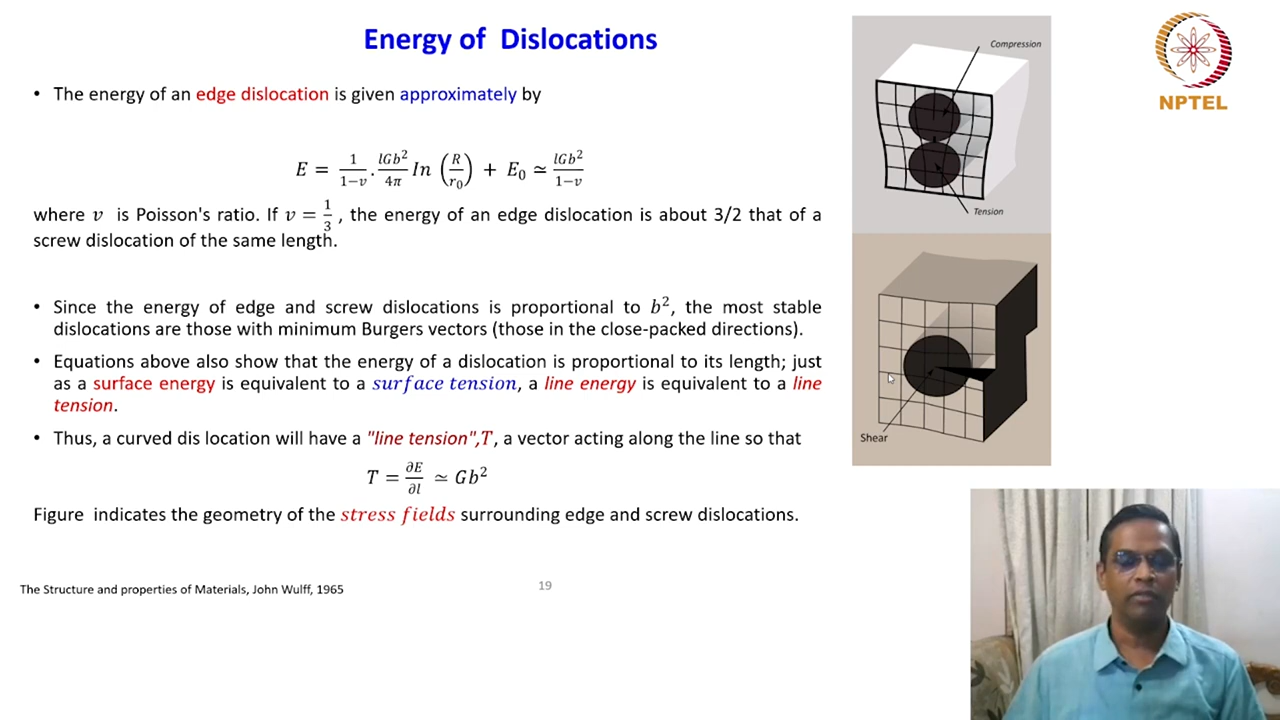 Energy of Dislocations
• The energy of an edge dislocation is given approximately by
E = 1/1−v . lGb²/4π In (R/r₀) + E₀ ≃ lGb²/1−v
where v is Poisson's ratio. If v = 1/3 , the energy of an edge dislocation is about 3/2 that of a
screw dislocation of the same length.
• Since the energy of edge and screw dislocations is proportional to b², the most stable
dislocations are those with minimum Burgers vectors (those in the close-packed directions).
• Equations above also show that the energy of a dislocation is proportional to its length; just
as a surface energy is equivalent to a surface tension, a line energy is equivalent to a line
tension.
• Thus, a curved dis location will have a "line tension",T, a vector acting along the line so that
T = ∂E/∂l ≃ Gb²
Figure indicates the geometry of the stress fields surrounding edge and screw dislocations.
The Structure and properties of Materials, John Wulff, 1965
19
Compression
Tension
Shear
NPTEL